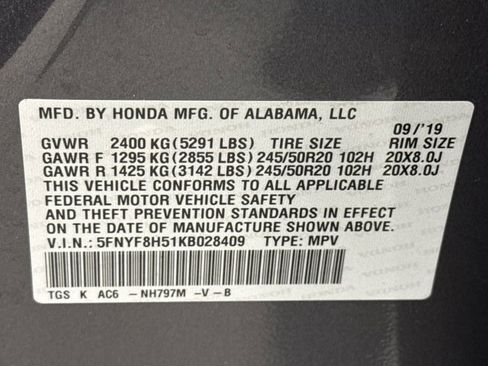 MFD. BY HONDA MFG. OF ALABAMA, LLC
09/'19
GVWR 2400 KG(5291 LBS) TIRE SIZE RIM SIZE
GAWR F 1295 KG(2855 LBS) 245/50R20 102H 20X8.0J
GAWR R 1425 KG(3142 LBS) 245/50R20 102H 20X8.0J
THIS VEHICLE CONFORMS TO ALL APPLICABLE
FEDERAL MOTOR VEHICLE SAFETY
AND THEFT PREVENTION STANDARDS IN EFFECT
ON THE DATE OF MANUFACTURE SHOWN ABOVE.
V.I.N.: 5FNYF8H51KB028409 TYPE: MPV
TGS K AC6 -NH797M -V-B